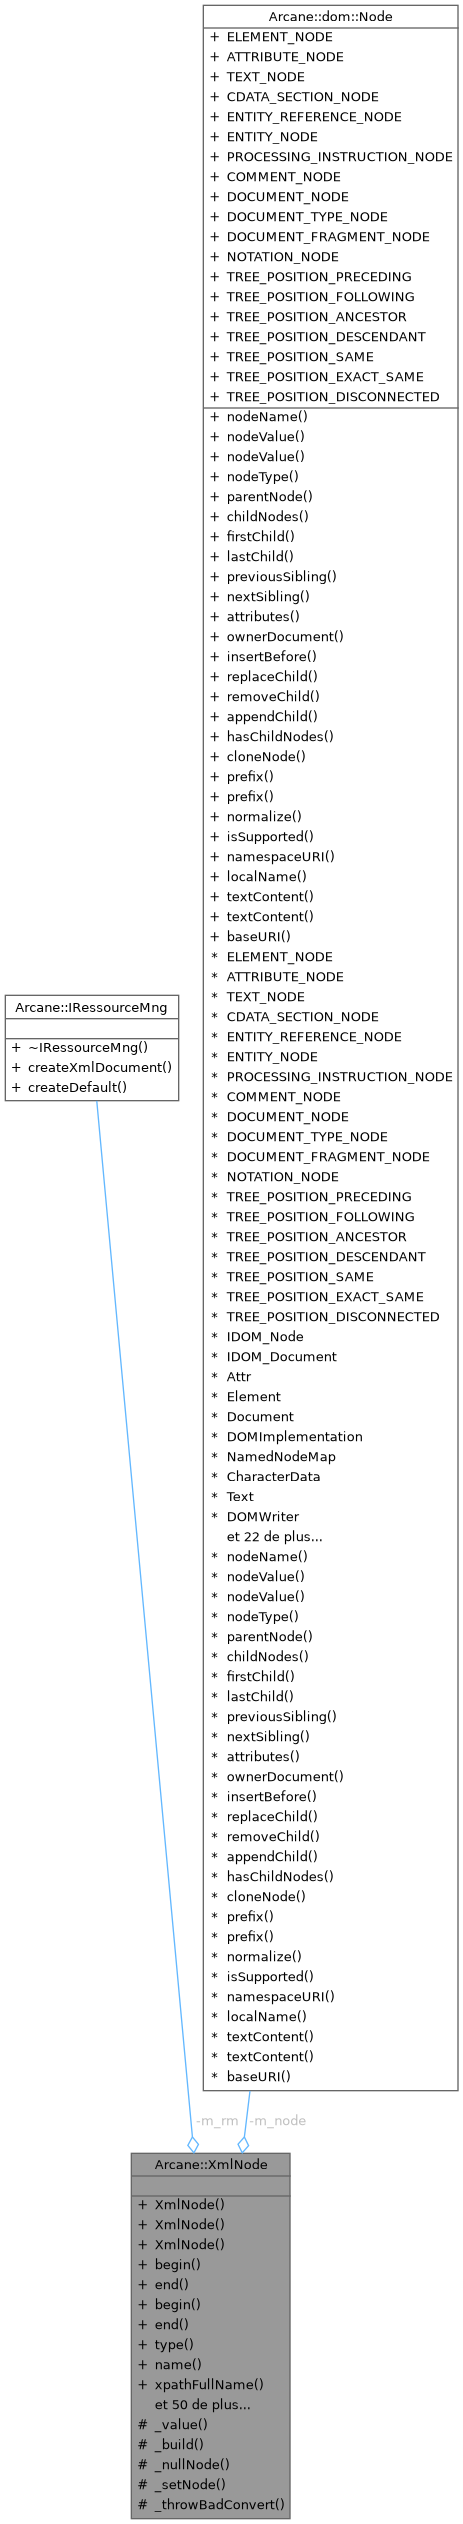 Arcane::dom::Node
+ ELEMENT_NODE
+ ATTRIBUTE_NODE
+ TEXT_NODE
+ CDATA_SECTION_NODE
+ ENTITY_REFERENCE_NODE
+ ENTITY_NODE
+ PROCESSING_INSTRUCTION_NODE
+ COMMENT_NODE
+ DOCUMENT_NODE
+ DOCUMENT_TYPE_NODE
+ DOCUMENT_FRAGMENT_NODE
+ NOTATION_NODE
+ TREE_POSITION_PRECEDING
+ TREE_POSITION_FOLLOWING
+ TREE_POSITION_ANCESTOR
+ TREE_POSITION_DESCENDANT
+ TREE_POSITION_SAME
+ TREE_POSITION_EXACT_SAME
+ TREE_POSITION_DISCONNECTED
+ nodeName()
+ nodeValue()
+ nodeValue()
+ nodeType()
+ parentNode()
+ childNodes()
+ firstChild()
+ lastChild()
+ previousSibling()
+ nextSibling()
+ attributes()
+ ownerDocument()
+ insertBefore()
+ replaceChild()
+ removeChild()
+ appendChild()
+ hasChildNodes()
+ cloneNode()
+ prefix()
+ prefix()
+ normalize()
+ isSupported()
+ namespaceURI()
+ localName()
+ textContent()
+ textContent()
+ baseURI()
* ELEMENT_NODE
* ATTRIBUTE_NODE
* TEXT_NODE
* CDATA_SECTION_NODE
* ENTITY_REFERENCE_NODE
* ENTITY_NODE
* PROCESSING_INSTRUCTION_NODE
* COMMENT_NODE
* DOCUMENT_NODE
* DOCUMENT_TYPE_NODE
* DOCUMENT_FRAGMENT_NODE
* NOTATION_NODE
* TREE_POSITION_PRECEDING
* TREE_POSITION_FOLLOWING
* TREE_POSITION_ANCESTOR
* TREE_POSITION_DESCENDANT
* TREE_POSITION_SAME
* TREE_POSITION_EXACT_SAME
* TREE_POSITION_DISCONNECTED
* IDOM_Node
* IDOM_Document
* Attr
* Element
* Document
* DOMImplementation
* NamedNodeMap
* CharacterData
* Text
* DOMWriter
et 22 de plus...
* nodeName()
* nodeValue()
* nodeValue()
* nodeType()
* parentNode()
* childNodes()
* firstChild()
* lastChild()
* previousSibling()
* nextSibling()
* attributes()
* ownerDocument()
* insertBefore()
* replaceChild()
* removeChild()
* appendChild()
* hasChildNodes()
* cloneNode()
* prefix()
* prefix()
* normalize()
* isSupported()
* namespaceURI()
* localName()
* textContent()
* textContent()
* baseURI()
Arcane::IRessourceMng
+ ~IRessourceMng()
+ createXmlDocument()
+ createDefault()
-m_rm
-m_node
Arcane::XmlNode
+ XmlNode()
+ XmlNode()
+ XmlNode()
+ begin()
+ end()
+ begin()
+ end()
+ type()
+ name()
+ xpathFullName()
et 50 de plus...
# _value()
# _build()
# _nullNode()
# _setNode()
# _throwBadConvert()